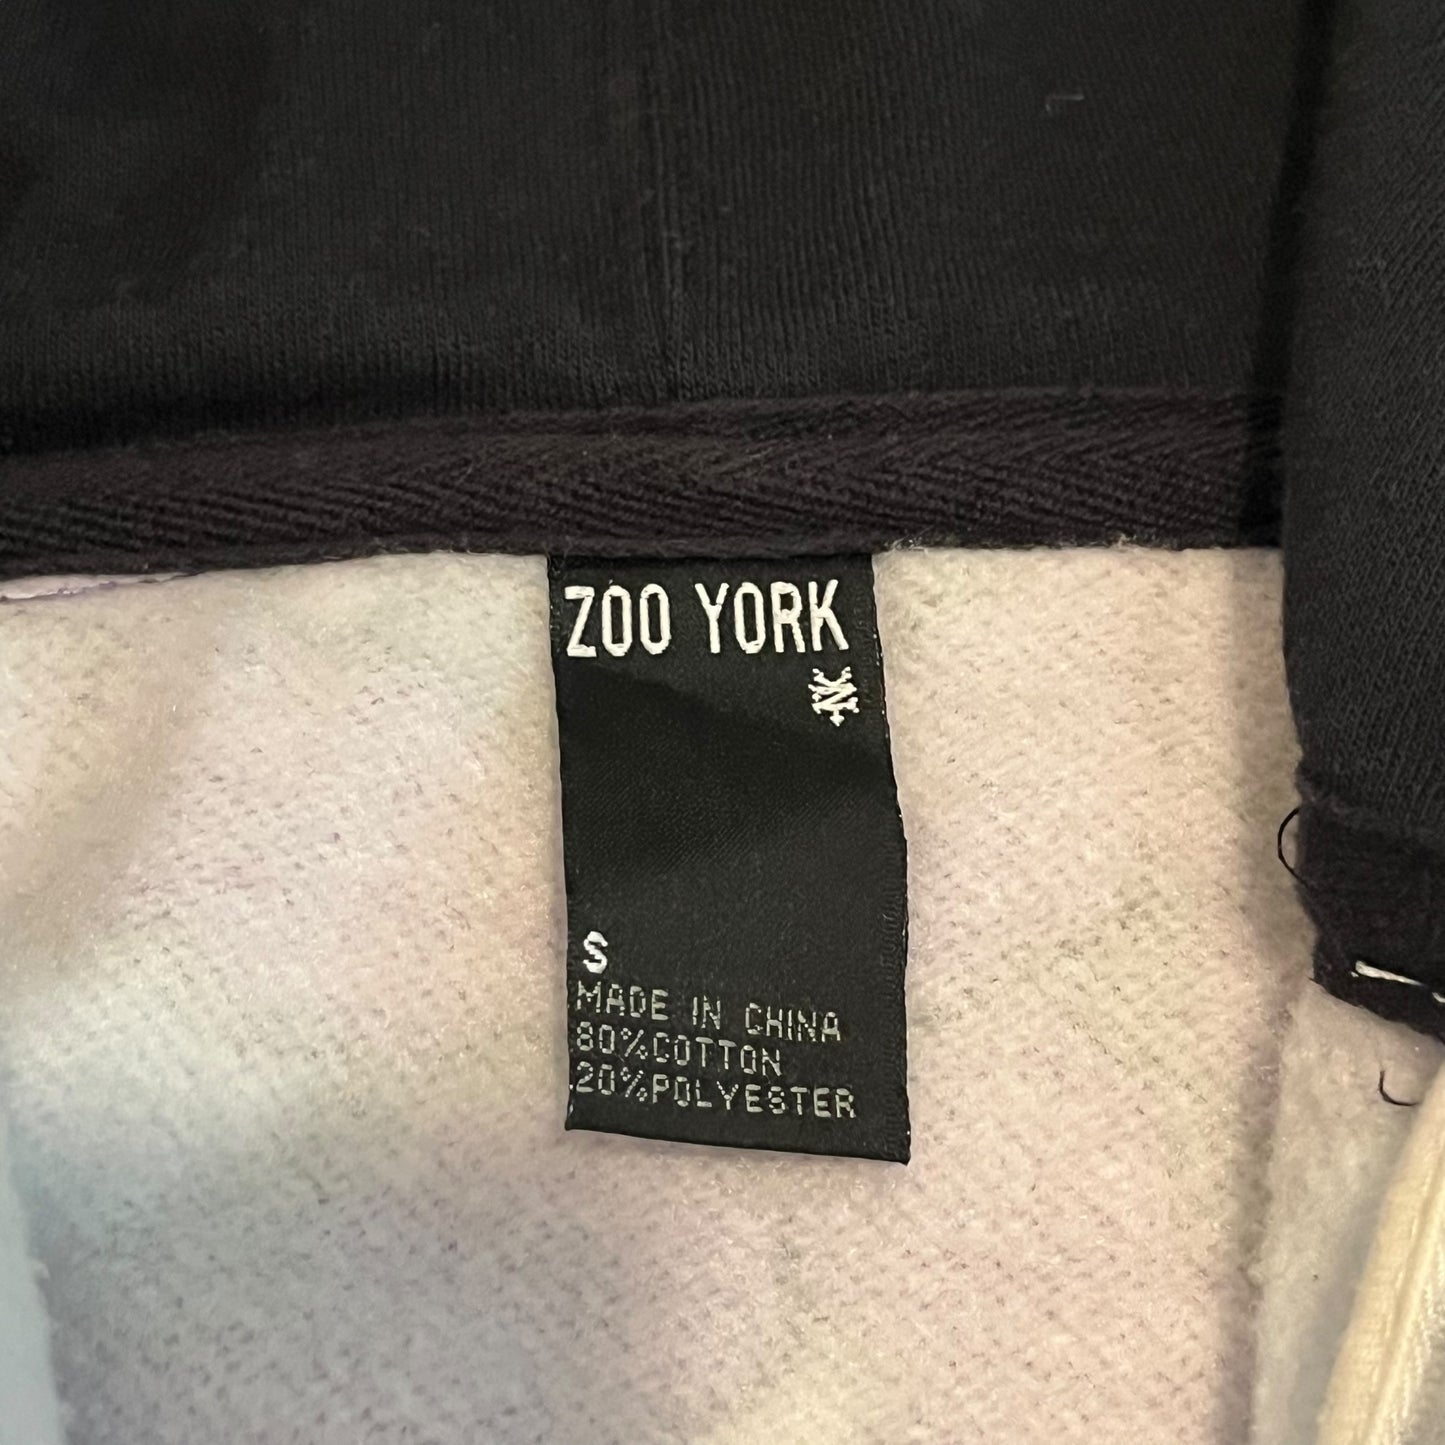 ZOO YORK
S
MADE IN CHINA
80%COTTON
20%POLYESTER